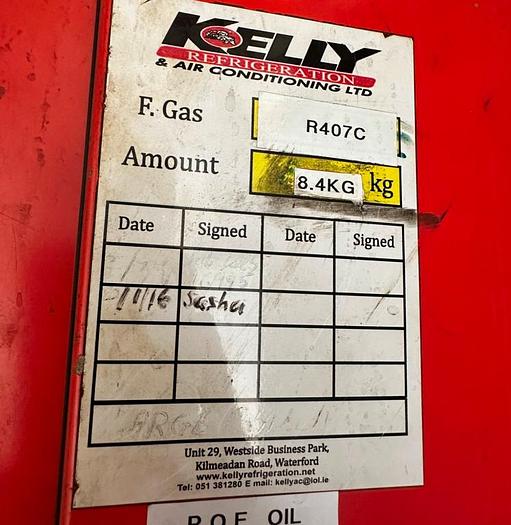 KELLY
REFRIGERATION
& AIR CONDITIONING LTD
F. Gas R407C
Amount 8.4KG kg
Date Signed Date Signed
Sasha
Unit 29, Westside Business Park,
Kilmeadan Road, Waterford
www.kellyrefrigeration.net
Tel: 051 381280 E mail: kellyac@iol.ie
P.O.E. OIL